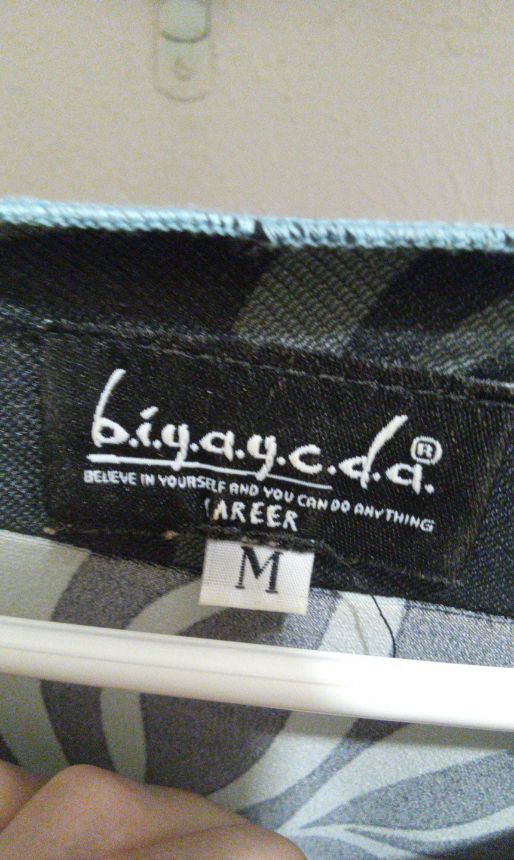 b.i.y.a.y.c.d.a.®
BELIEVE IN YOURSELF AND YOU CAN DO ANYTHING
CAREER
M